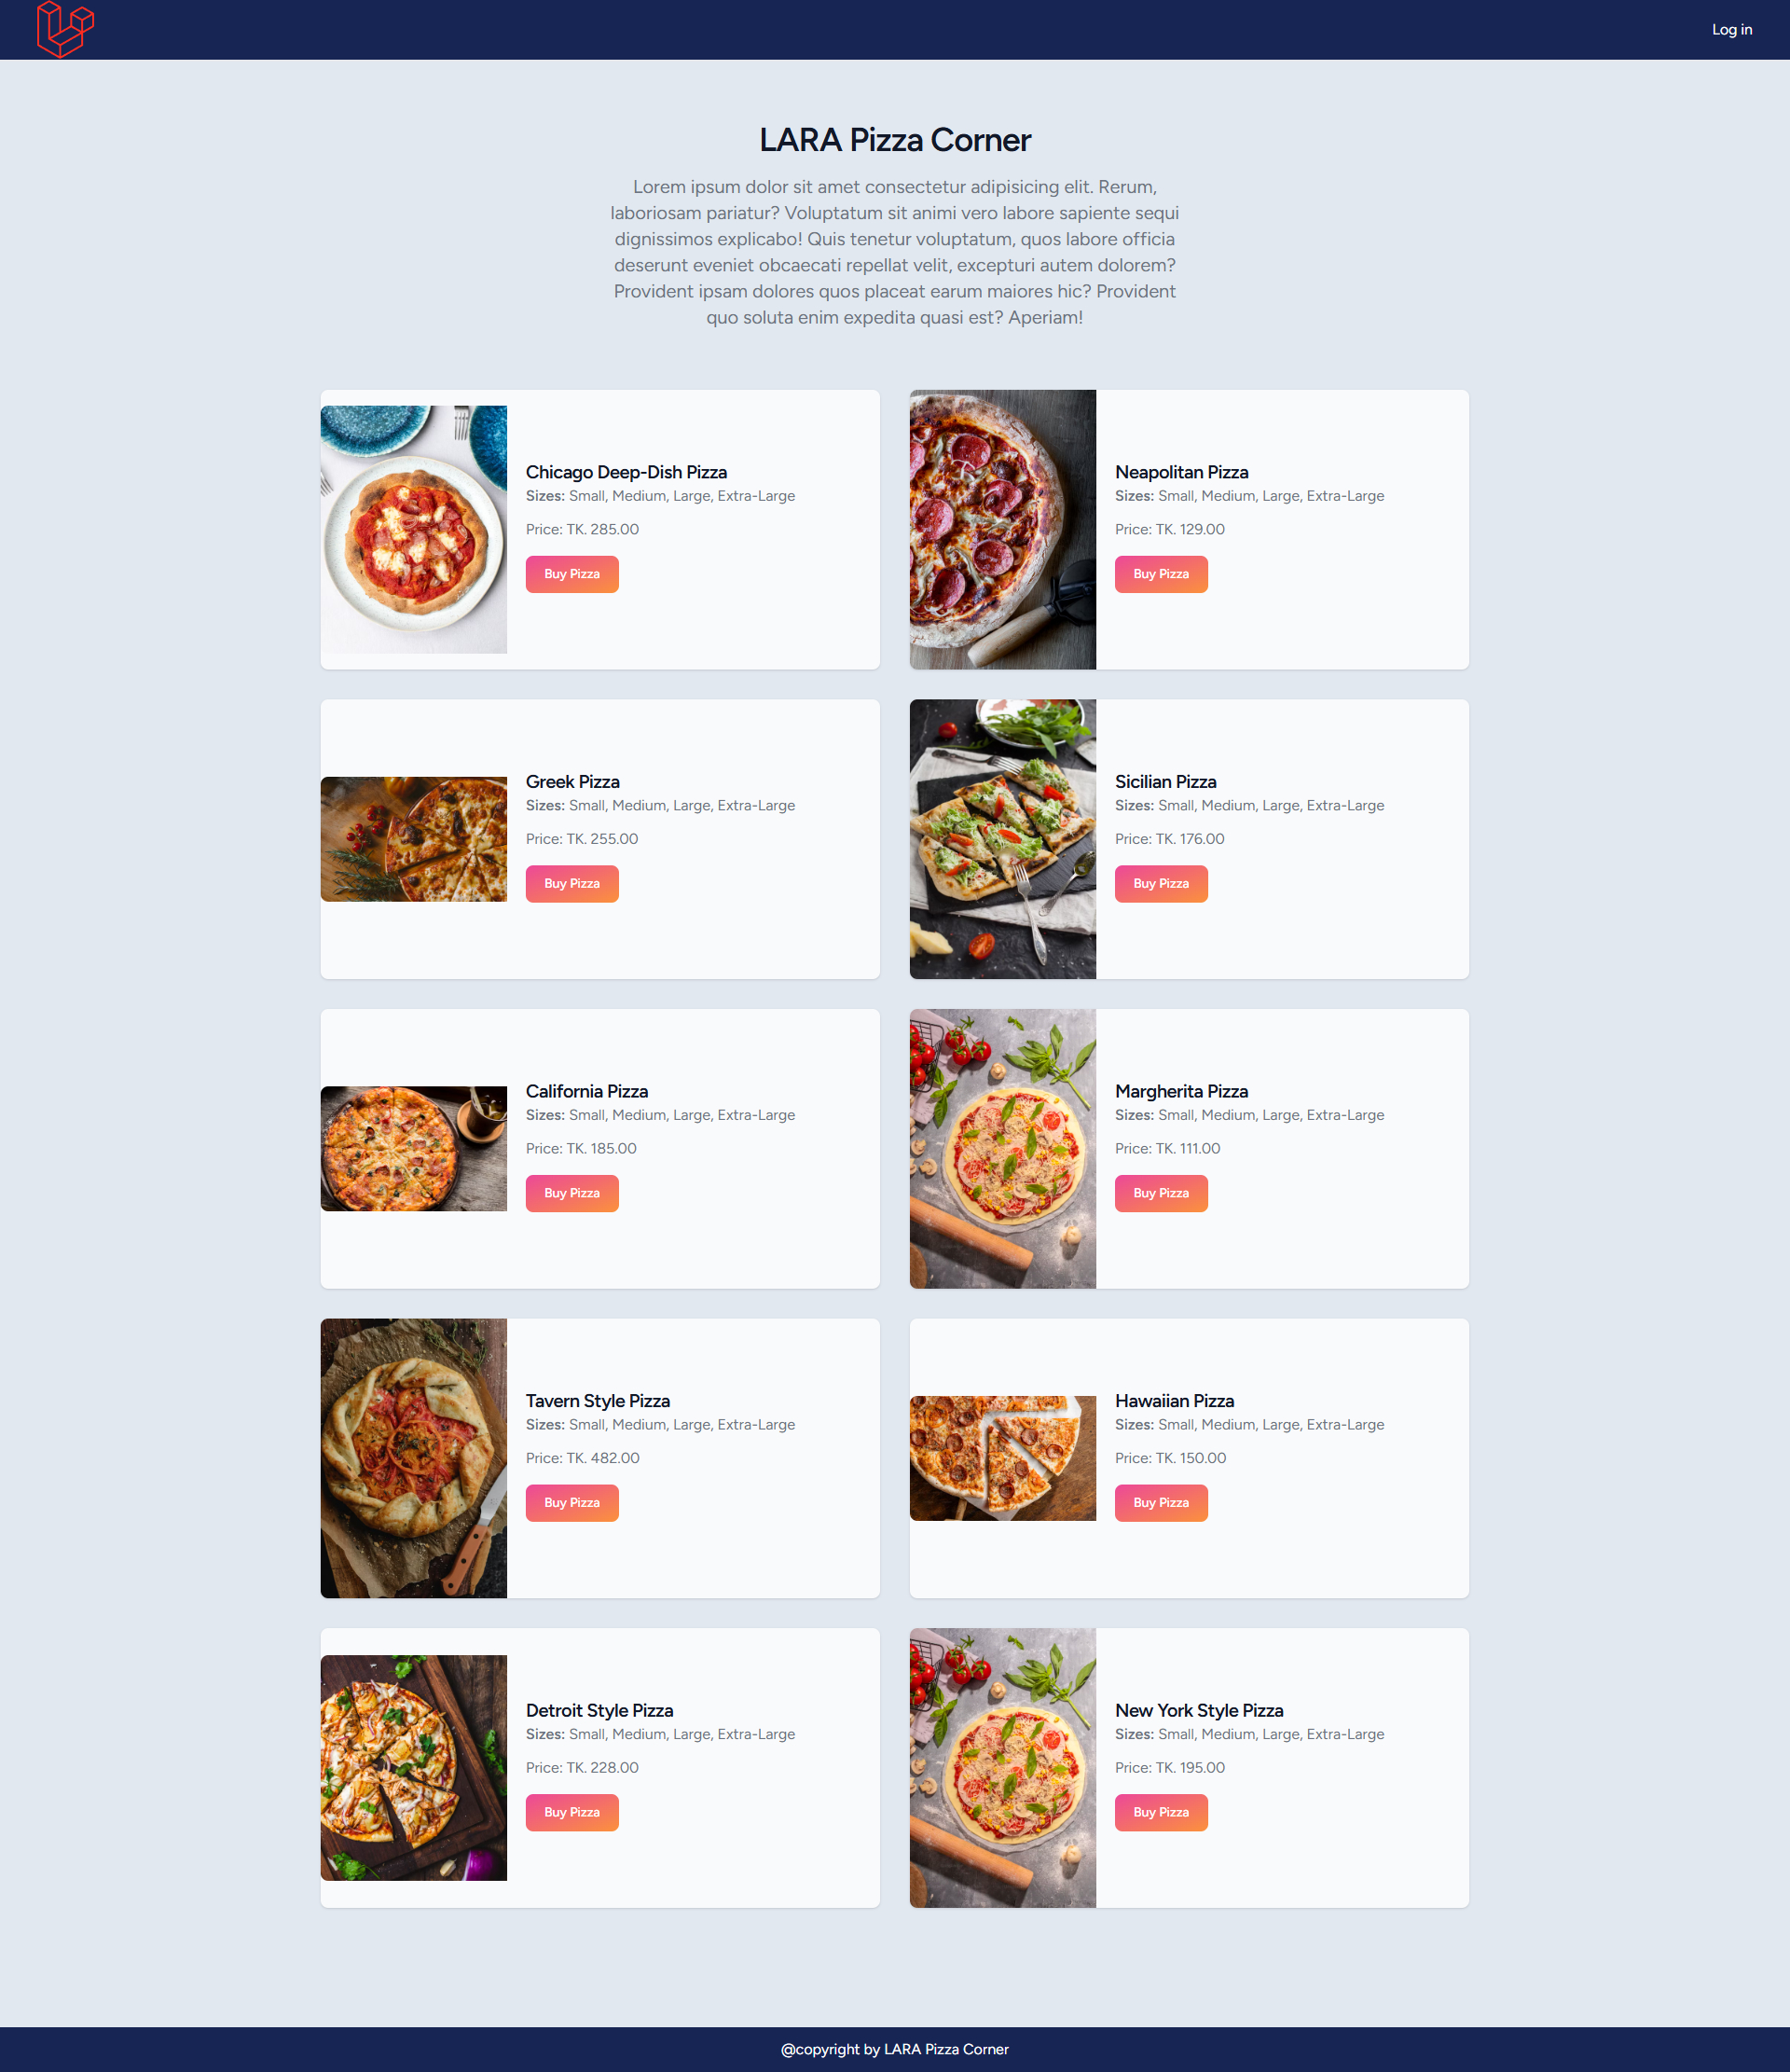 Log in
LARA Pizza Corner
Lorem ipsum dolor sit amet consectetur adipisicing elit. Rerum,
laboriosam pariatur? Voluptatum sit animi vero labore sapiente sequi
dignissimos explicabo! Quis tenetur voluptatum, quos labore officia
deserunt eveniet obcaecati repellat velit, excepturi autem dolorem?
Provident ipsam dolores quos placeat earum maiores hic? Provident
quo soluta enim expedita quasi est? Aperiam!
Chicago Deep-Dish Pizza
Sizes: Small, Medium, Large, Extra-Large
Price: TK. 285.00
Buy Pizza
Neapolitan Pizza
Sizes: Small, Medium, Large, Extra-Large
Price: TK. 129.00
Buy Pizza
Greek Pizza
Sizes: Small, Medium, Large, Extra-Large
Price: TK. 255.00
Buy Pizza
Sicilian Pizza
Sizes: Small, Medium, Large, Extra-Large
Price: TK. 176.00
Buy Pizza
California Pizza
Sizes: Small, Medium, Large, Extra-Large
Price: TK. 185.00
Buy Pizza
Margherita Pizza
Sizes: Small, Medium, Large, Extra-Large
Price: TK. 111.00
Buy Pizza
Tavern Style Pizza
Sizes: Small, Medium, Large, Extra-Large
Price: TK. 482.00
Buy Pizza
Hawaiian Pizza
Sizes: Small, Medium, Large, Extra-Large
Price: TK. 150.00
Buy Pizza
Detroit Style Pizza
Sizes: Small, Medium, Large, Extra-Large
Price: TK. 228.00
Buy Pizza
New York Style Pizza
Sizes: Small, Medium, Large, Extra-Large
Price: TK. 195.00
Buy Pizza
@copyright by LARA Pizza Corner